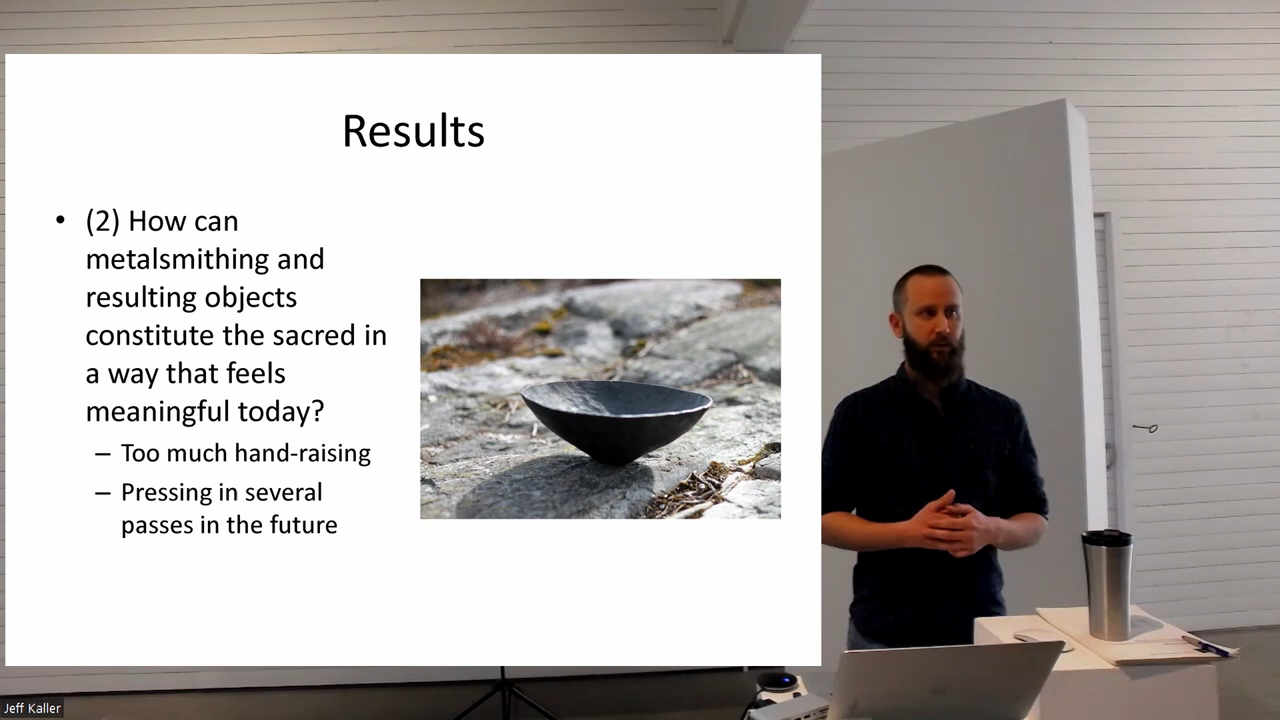 Results
• (2) How can
metalsmithing and
resulting objects
constitute the sacred in
a way that feels
meaningful today?
– Too much hand-raising
– Pressing in several
passes in the future
Jeff Kaller